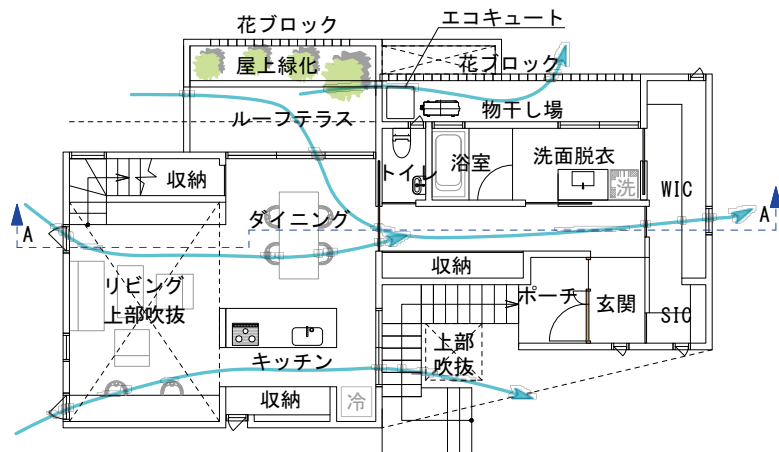 花ブロック
エコキュート
屋上緑化
花ブロック
ルーフテラス
物干し場
収納
トイレ
浴室
洗面脱衣
洗
WIC
ダイニング
A
A
リビング
上部吹抜
収納
ポーチ
玄関
SIC
キッチン
上部
吹抜
収納
冷